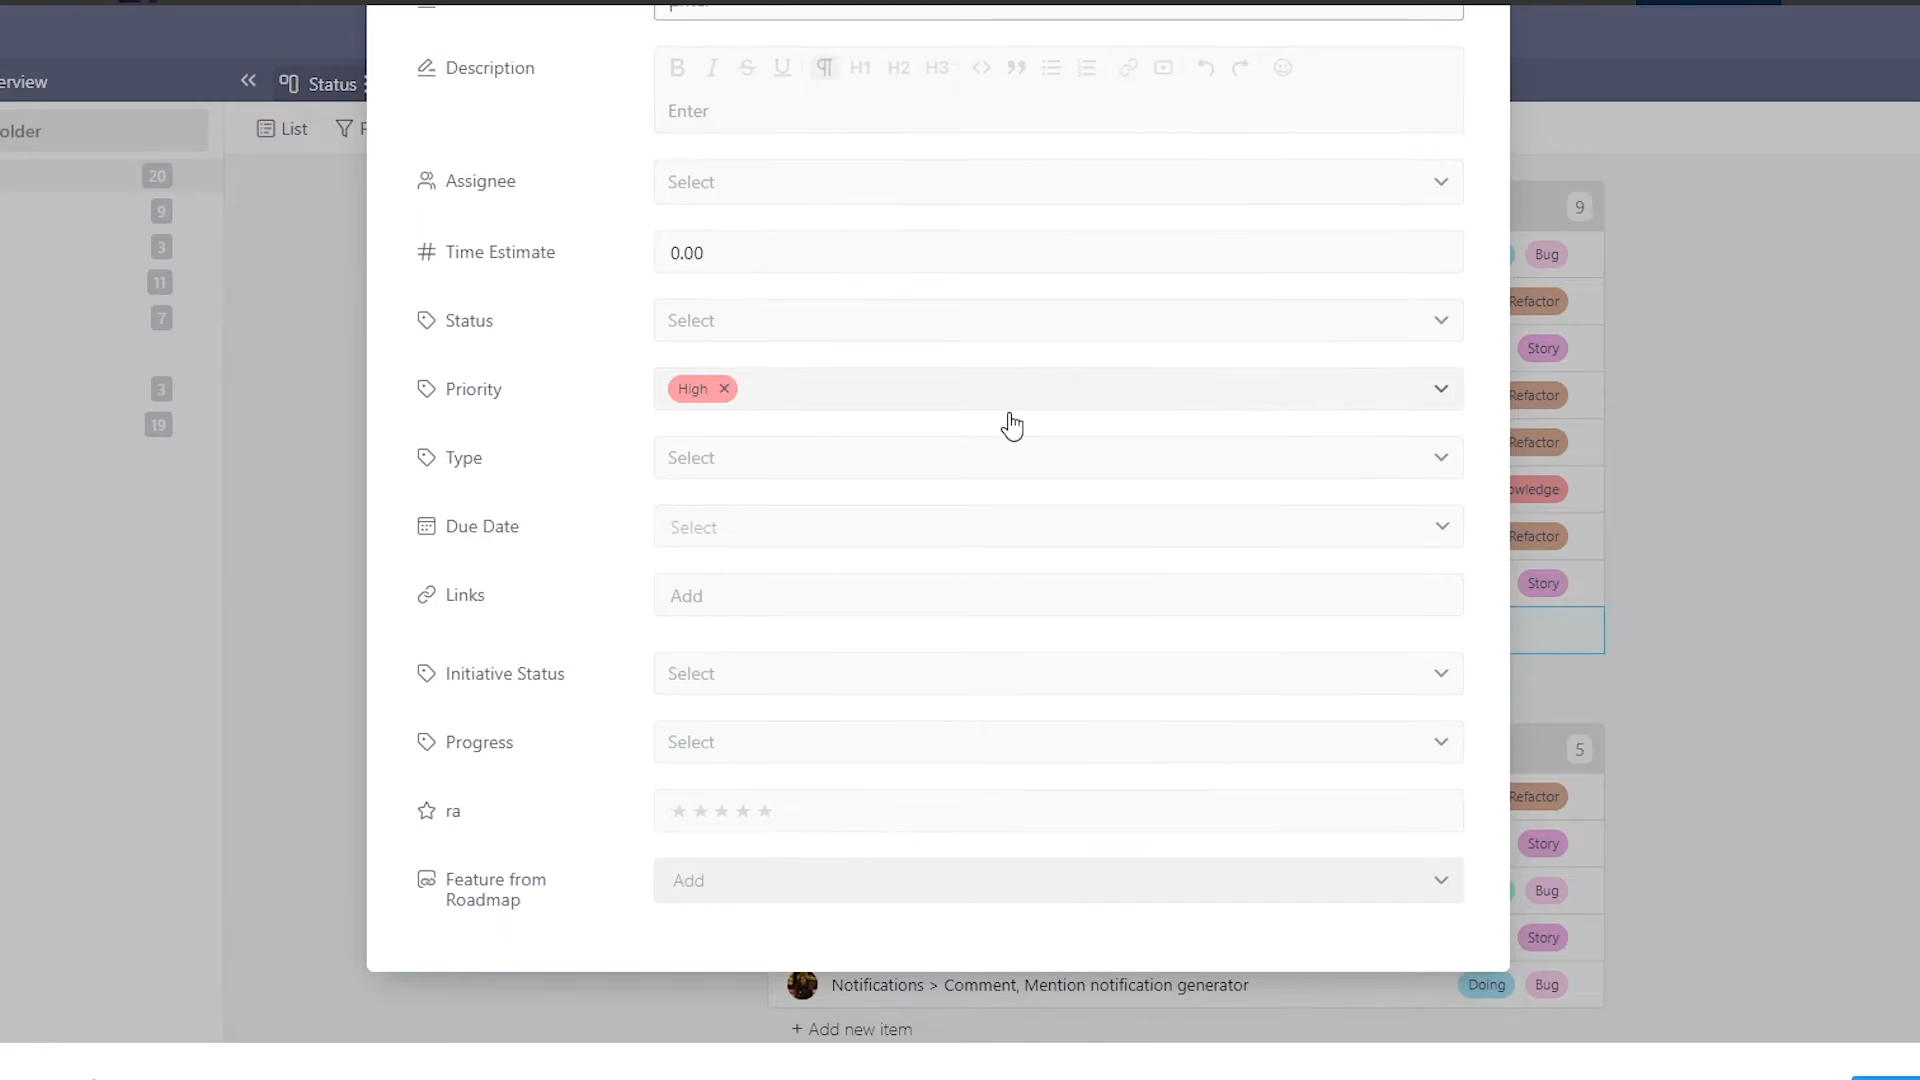 Description
B I S U ¶ H1 H2 H3
Enter
erview
Status
older
List
20
9
3
11
7
3
19
Assignee
Select
Time Estimate
0.00
Status
Select
Priority
High
Type
Select
Due Date
Select
Links
Add
Initiative Status
Select
Progress
Select
ra
Feature from
Roadmap
Add
9
Bug
Refactor
Story
Refactor
Refactor
owledge
Refactor
Story
5
Refactor
Story
Bug
Story
Notifications > Comment, Mention notification generator
Doing
Bug
+ Add new item